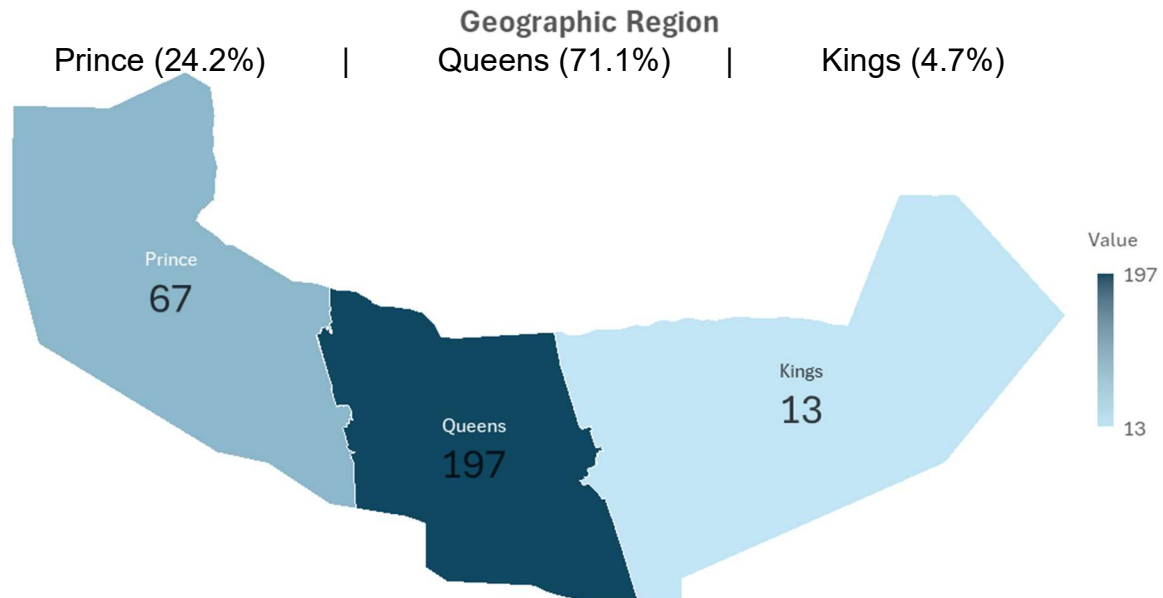 Geographic Region
Prince (24.2%) | Queens (71.1%) | Kings (4.7%)
Value
197
13
Prince
67
Kings
13
Queens
197